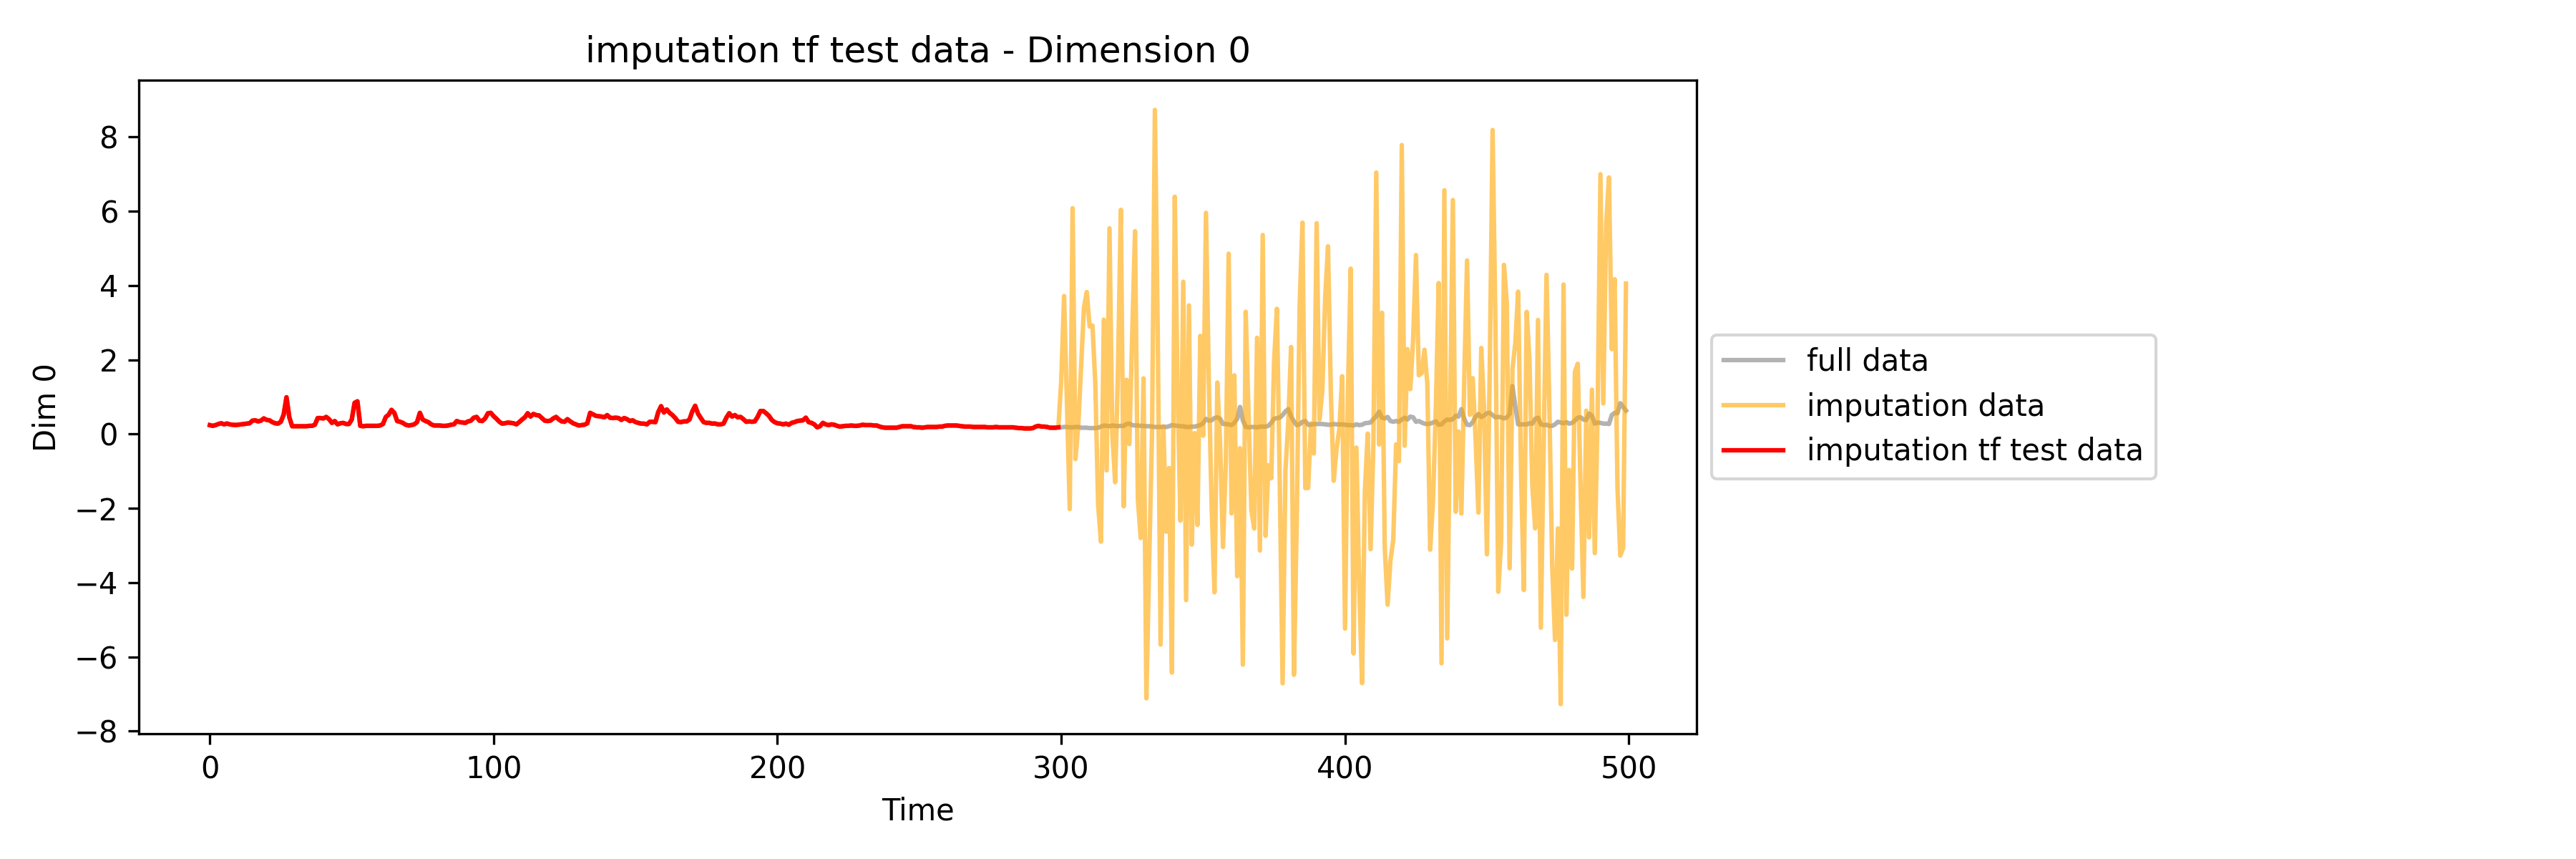 imputation tf test data - Dimension 0
8
6
4
2
0
−2
−4
−6
−8
Dim 0
0 100 200 300 400 500
Time
full data
imputation data
imputation tf test data